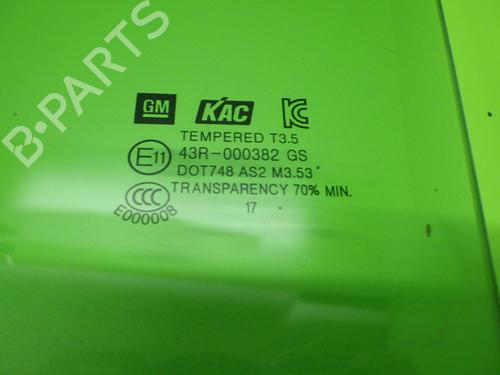 B-PARTS
GM KAC KC
TEMPERED T3.5
E11 43R-000382 GS
DOT748 AS2 M3.53
CCC TRANSPARENCY 70% MIN.
E000008
17